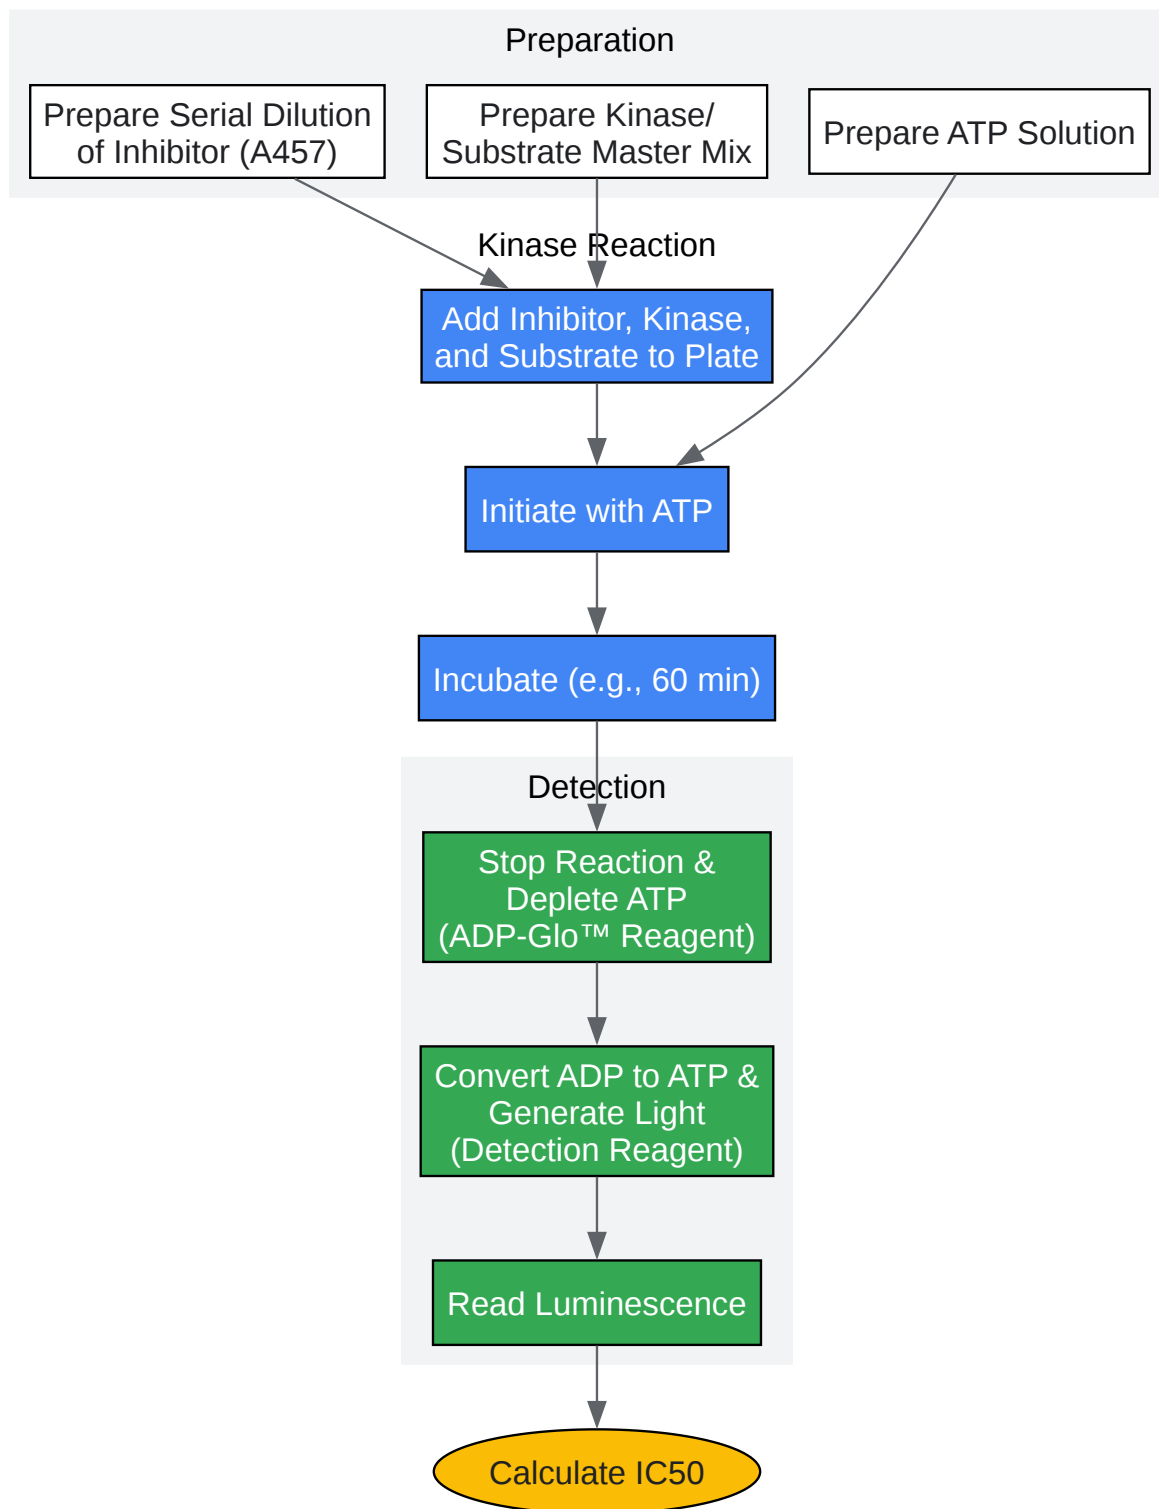 Preparation
Prepare Serial Dilution
of Inhibitor (A457)
Prepare Kinase/
Substrate Master Mix
Prepare ATP Solution
Kinase Reaction
Add Inhibitor, Kinase,
and Substrate to Plate
Initiate with ATP
Incubate (e.g., 60 min)
Detection
Stop Reaction &
Deplete ATP
(ADP-Glo™ Reagent)
Convert ADP to ATP &
Generate Light
(Detection Reagent)
Read Luminescence
Calculate IC50